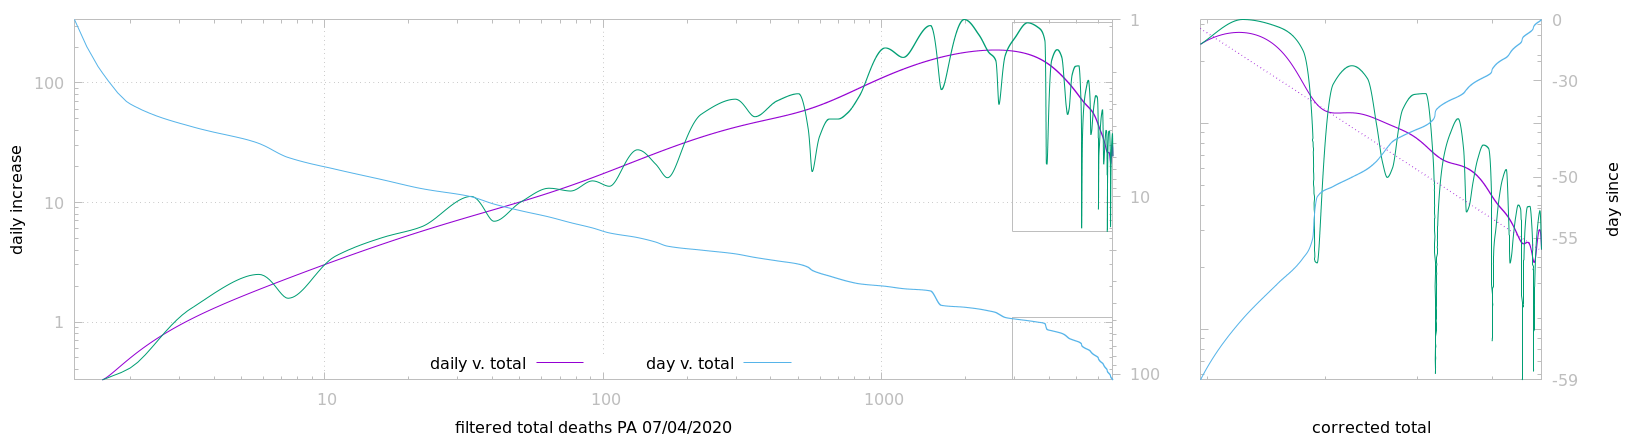 daily increase
100
10
1
10
100
1000
filtered total deaths PA 07/04/2020
daily v. total
day v. total
1
10
100
0
-30
-50
-55
-59
day since
corrected total